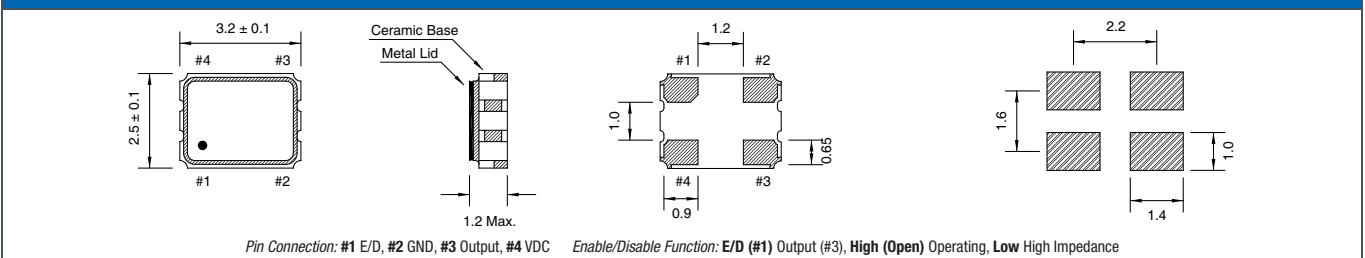 3.2 ± 0.1
#4 #3
2.5 ± 0.1
#1 #2
Ceramic Base
Metal Lid
1.2 Max.
1.2
#1 #2
1.0
0.65
#4 #3
0.9
2.2
1.6
1.0
1.4
Pin Connection: #1 E/D, #2 GND, #3 Output, #4 VDC Enable/Disable Function: E/D (#1) Output (#3), High (Open) Operating, Low High Impedance